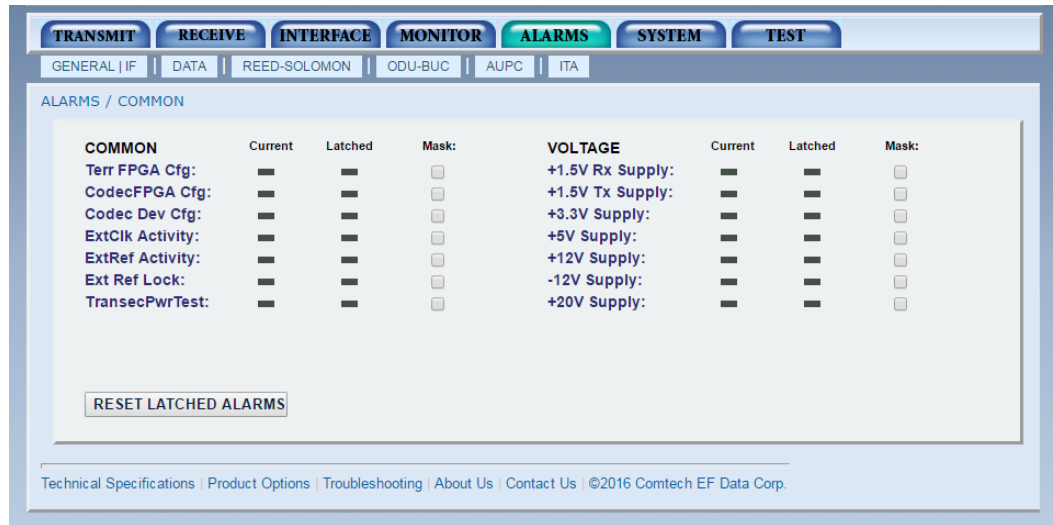 TRANSMIT RECEIVE INTERFACE MONITOR ALARMS SYSTEM TEST
GENERAL | IF DATA REED-SOLOMON ODU-BUC AUPC ITA
ALARMS / COMMON
COMMON Current Latched Mask: VOLTAGE Current Latched Mask:
Terr FPGA Cfg: +1.5V Rx Supply:
CodecFPGA Cfg: +1.5V Tx Supply:
Codec Dev Cfg: +3.3V Supply:
ExtClk Activity: +5V Supply:
ExtRef Activity: +12V Supply:
Ext Ref Lock: -12V Supply:
TransecPwrTest: +20V Supply:
RESET LATCHED ALARMS
Technical Specifications | Product Options | Troubleshooting | About Us | Contact Us | ©2016 Comtech EF Data Corp.